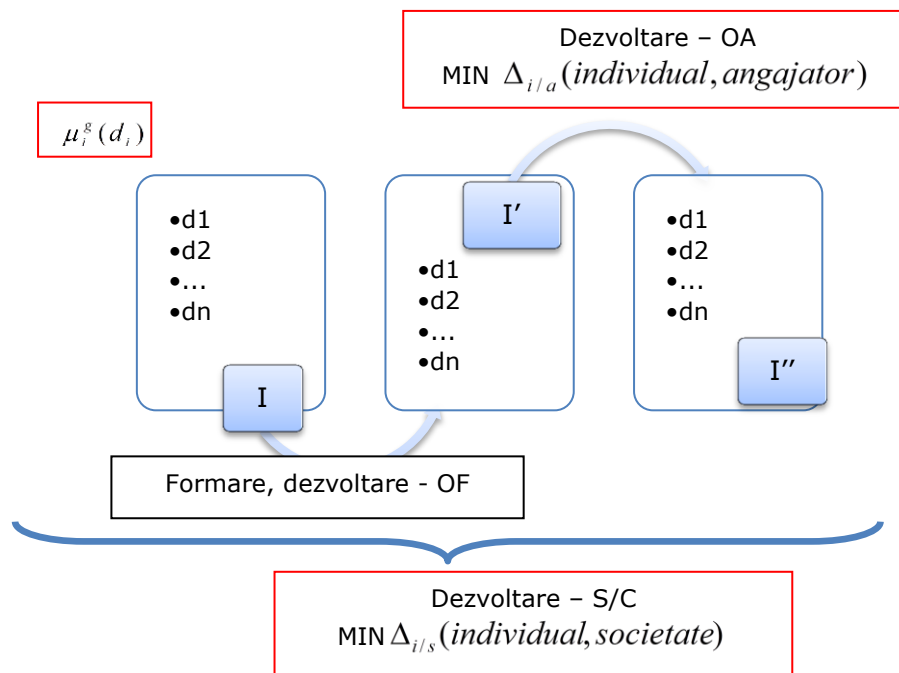 Dezvoltare – OA
MIN Δi/a(individual, angajator)
μi^g(di)
•d1
•d2
•...
•dn
I
I′
•d1
•d2
•...
•dn
•d1
•d2
•...
•dn
I′′
Formare, dezvoltare - OF
Dezvoltare – S/C
MIN Δi/s(individual, societate)